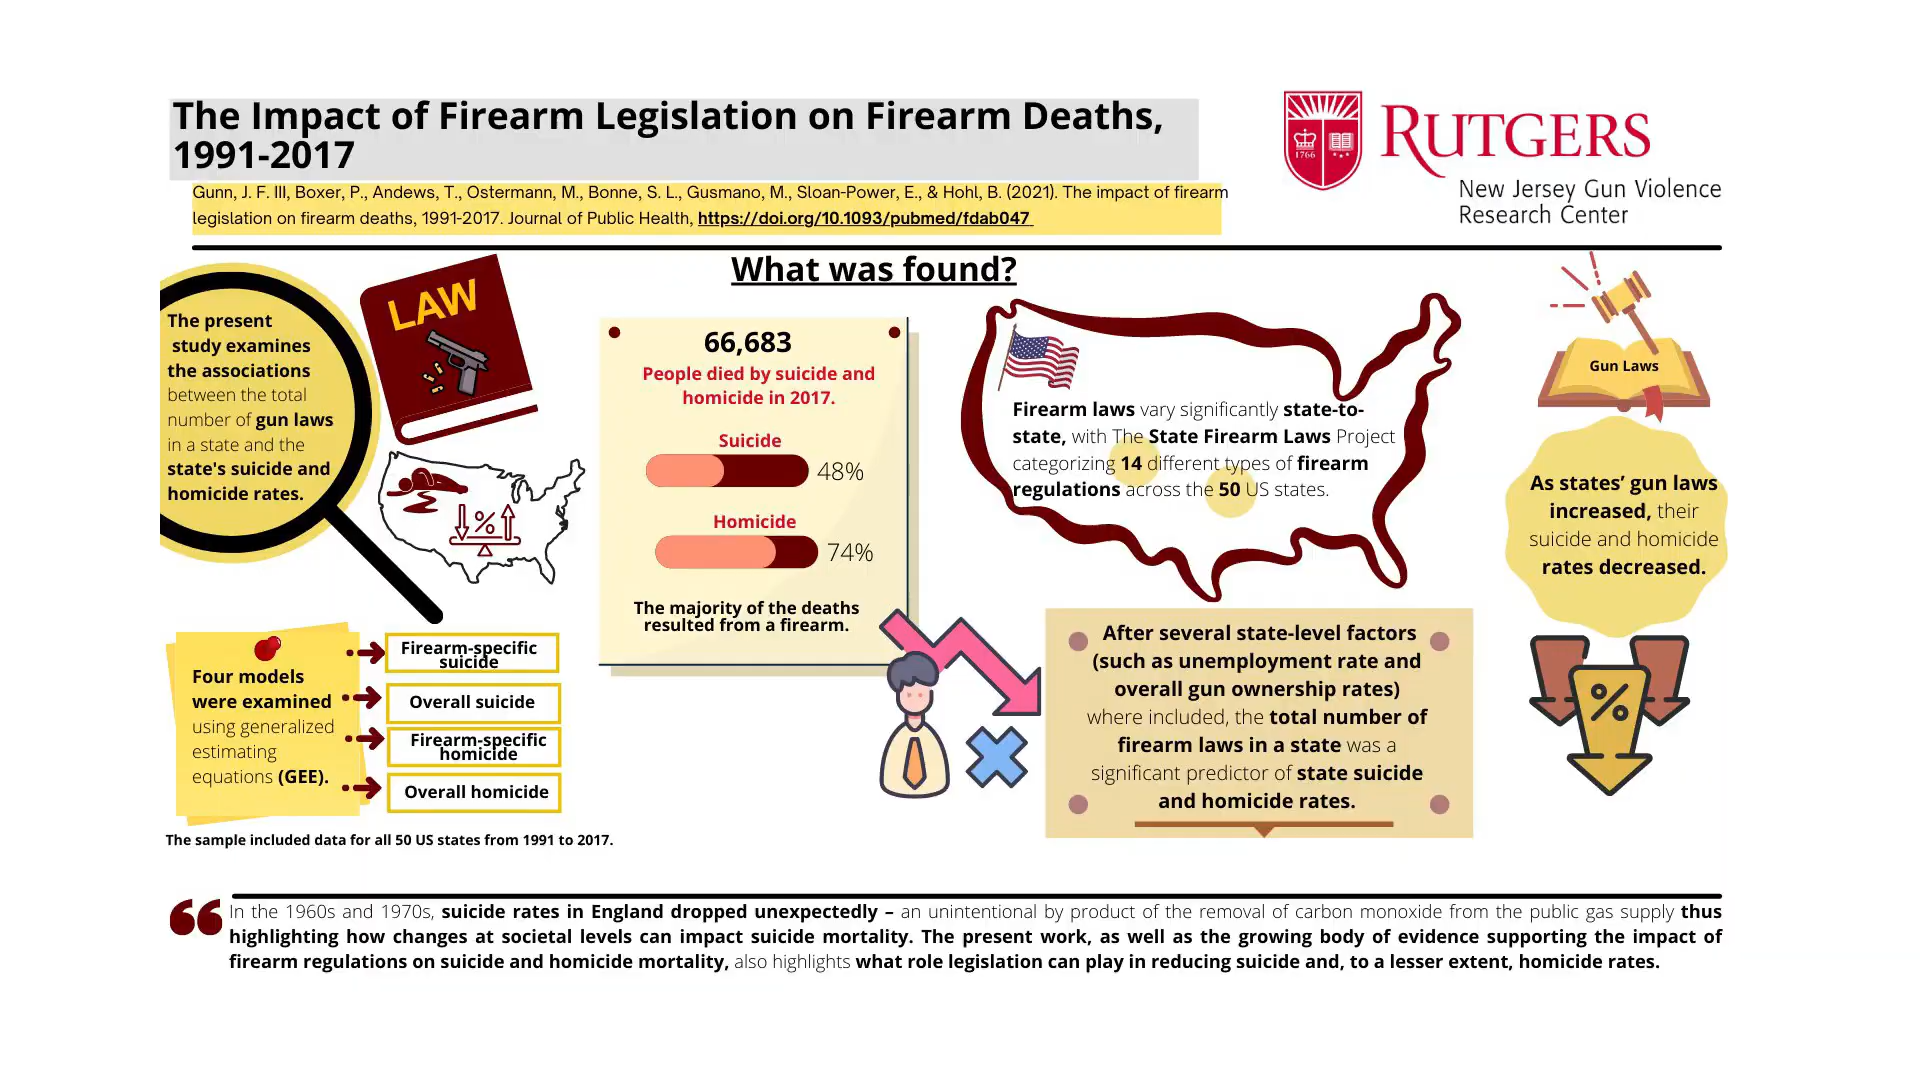 The Impact of Firearm Legislation on Firearm Deaths,
1991-2017
Gunn, J. F. III, Boxer, P., Andews, T., Ostermann, M., Bonne, S. L., Gusmano, M., Sloan-Power, E., & Hohl, B. (2021). The impact of firearm
legislation on firearm deaths, 1991-2017. Journal of Public Health, https://doi.org/10.1093/pubmed/fdab047
1766
RUTGERS
New Jersey Gun Violence
Research Center
What was found?
The present
study examines
the associations
between the total
number of gun laws
in a state and the
state's suicide and
homicide rates.
LAW
%
Four models
were examined
using generalized
estimating
equations (GEE).
Firearm-specific
suicide
Overall suicide
Firearm-specific
homicide
Overall homicide
The sample included data for all 50 US states from 1991 to 2017.
66,683
People died by suicide and
homicide in 2017.
Suicide
48%
Homicide
74%
The majority of the deaths
resulted from a firearm.
Firearm laws vary significantly state-to-
state, with The State Firearm Laws Project
categorizing 14 different types of firearm
regulations across the 50 US states.
After several state-level factors
(such as unemployment rate and
overall gun ownership rates)
where included, the total number of
firearm laws in a state was a
significant predictor of state suicide
and homicide rates.
Gun Laws
As states’ gun laws
increased, their
suicide and homicide
rates decreased.
%
In the 1960s and 1970s, suicide rates in England dropped unexpectedly – an unintentional by product of the removal of carbon monoxide from the public gas supply thus
highlighting how changes at societal levels can impact suicide mortality. The present work, as well as the growing body of evidence supporting the impact of
firearm regulations on suicide and homicide mortality, also highlights what role legislation can play in reducing suicide and, to a lesser extent, homicide rates.